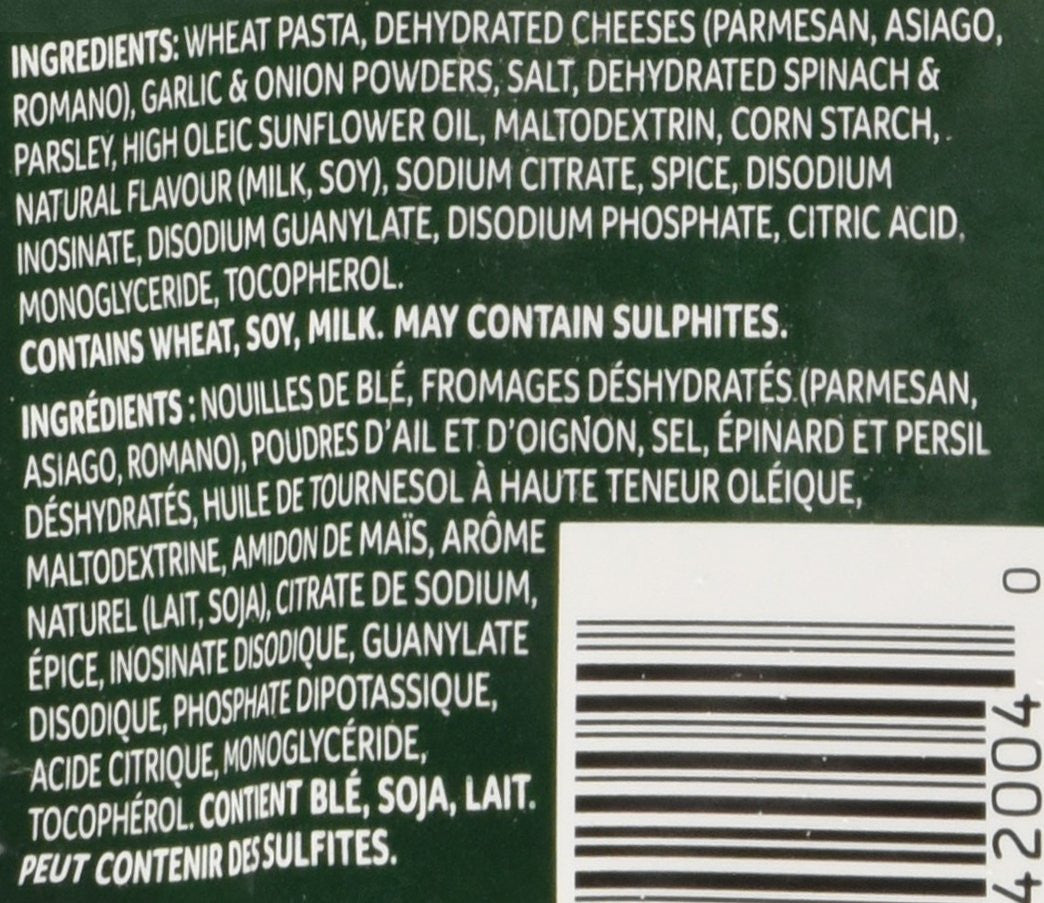 INGREDIENTS: WHEAT PASTA, DEHYDRATED CHEESES (PARMESAN, ASIAGO,
ROMANO), GARLIC & ONION POWDERS, SALT, DEHYDRATED SPINACH &
PARSLEY, HIGH OLEIC SUNFLOWER OIL, MALTODEXTRIN, CORN STARCH,
NATURAL FLAVOUR (MILK, SOY), SODIUM CITRATE, SPICE, DISODIUM
INOSINATE, DISODIUM GUANYLATE, DISODIUM PHOSPHATE, CITRIC ACID,
MONOGLYCERIDE, TOCOPHEROL.
CONTAINS WHEAT, SOY, MILK. MAY CONTAIN SULPHITES.
INGRÉDIENTS : NOUILLES DE BLÉ, FROMAGES DÉSHYDRATÉS (PARMESAN,
ASIAGO, ROMANO), POUDRES D'AIL ET D'OIGNON, SEL, ÉPINARD ET PERSIL
DÉSHYDRATÉS, HUILE DE TOURNESOL À HAUTE TENEUR OLÉIQUE,
MALTODEXTRINE, AMIDON DE MAÏS, ARÔME
NATUREL (LAIT, SOJA), CITRATE DE SODIUM,
ÉPICE, INOSINATE DISODIQUE, GUANYLATE
DISODIQUE, PHOSPHATE DIPOTASSIQUE,
ACIDE CITRIQUE, MONOGLYCÉRIDE,
TOCOPHÉROL. CONTIENT BLÉ, SOJA, LAIT.
PEUT CONTENIR DES SULFITES.
0
42004